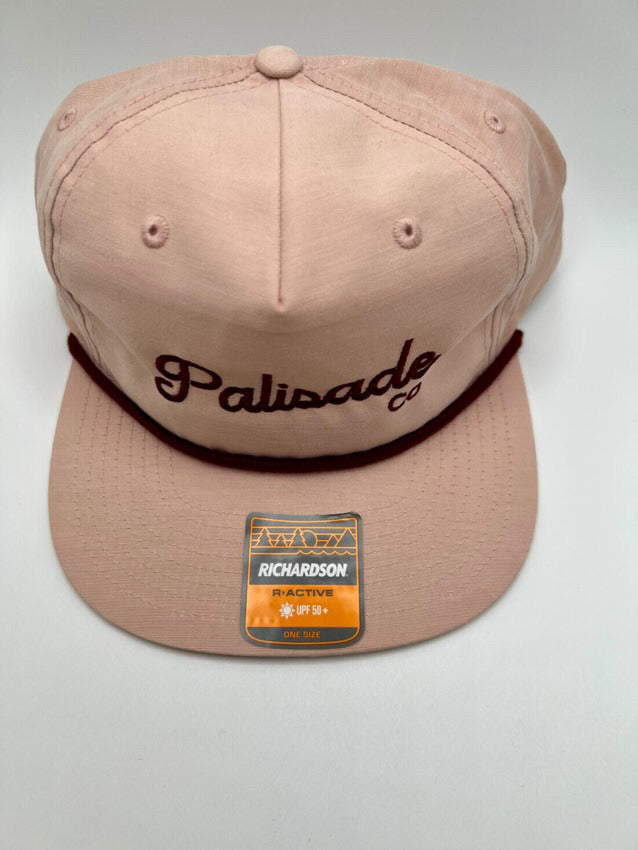 Palisade
CO
RICHARDSON
R•ACTIVE
UPF 50+
ONE SIZE